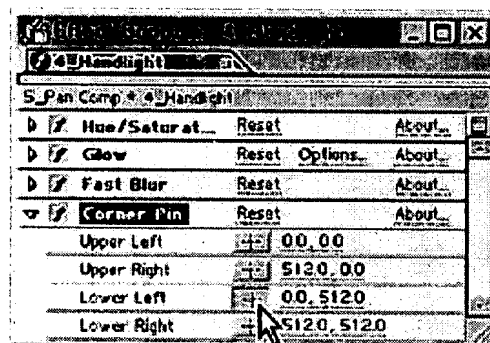 4_Handlight
S_Pan Comp * 4_Handlight
Hue/Saturat... Reset About...
Glow Reset Options... About...
Fast Blur Reset About...
Corner Pin Reset About...
Upper Left 0.0, 0.0
Upper Right 512.0, 0.0
Lower Left 0.0, 512.0
Lower Right 512.0, 512.0